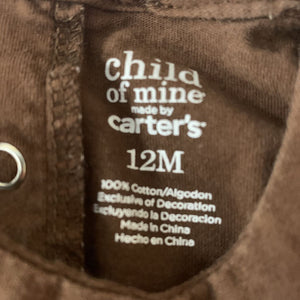 child
of mine
made by
carter's
12M
100% Cotton/Algodon
Exclusive of Decoration
Excluyendo la Decoracion
Made in China
Hecho en China